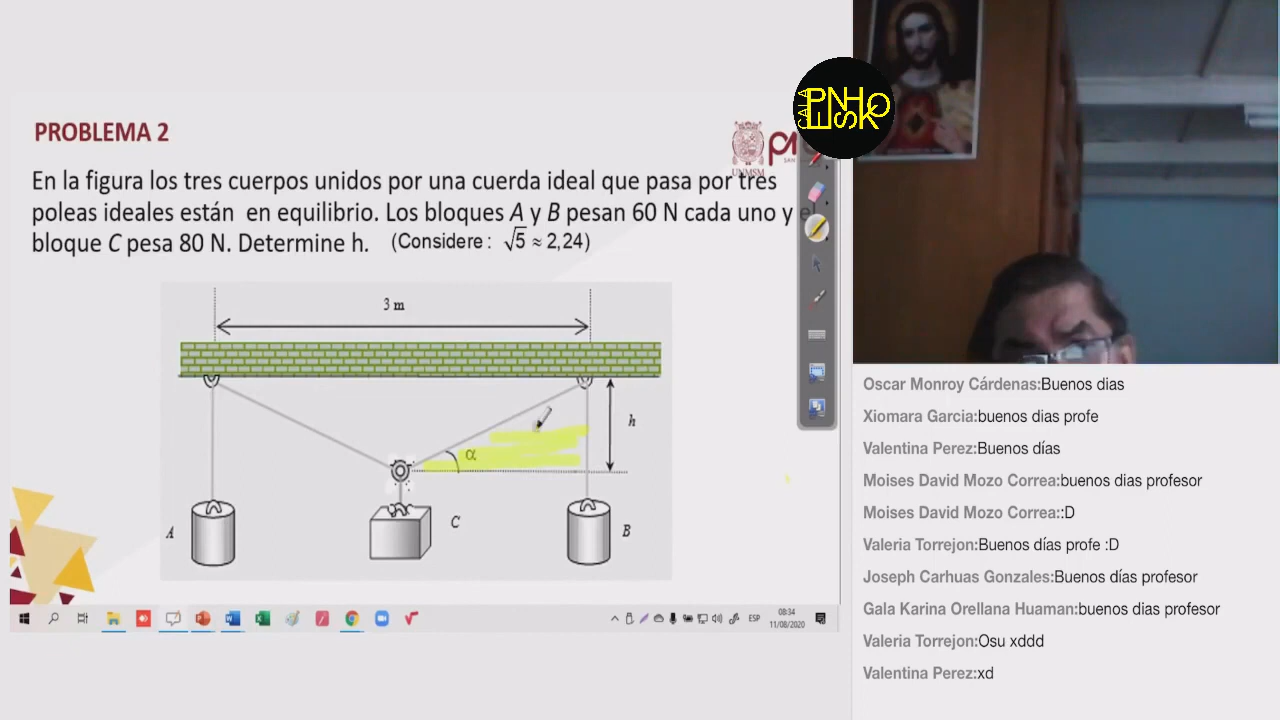 PROBLEMA 2
UNMSM
CALA
PENHO
ESK
En la figura los tres cuerpos unidos por una cuerda ideal que pasa por tres
poleas ideales están en equilibrio. Los bloques A y B pesan 60 N cada uno y el
bloque C pesa 80 N. Determine h. (Considere : √5 ≈ 2,24)
3 m
h
α
A
C
B
ESP
08:34
11/08/2020
Oscar Monroy Cárdenas:Buenos dias
Xiomara Garcia:buenos dias profe
Valentina Perez:Buenos días
Moises David Mozo Correa:buenos dias profesor
Moises David Mozo Correa::D
Valeria Torrejon:Buenos días profe :D
Joseph Carhuas Gonzales:Buenos días profesor
Gala Karina Orellana Huaman:buenos dias profesor
Valeria Torrejon:Osu xddd
Valentina Perez:xd